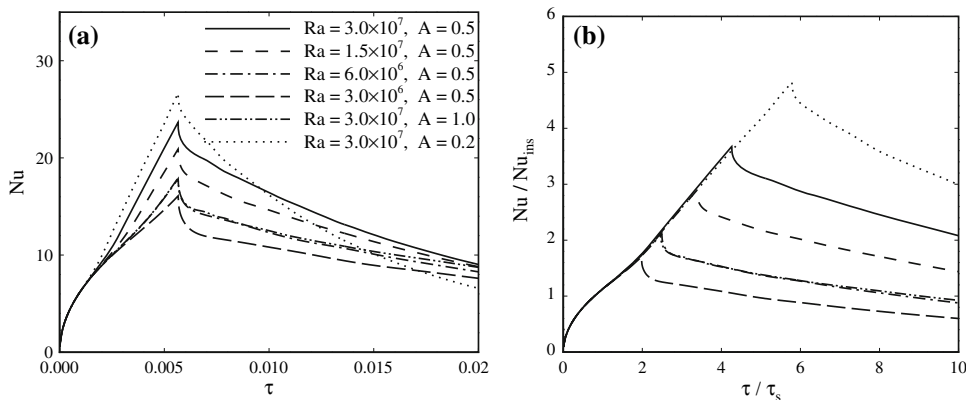 (a)
Ra = 3.0×10⁷, A = 0.5
Ra = 1.5×10⁷, A = 0.5
Ra = 6.0×10⁶, A = 0.5
Ra = 3.0×10⁶, A = 0.5
Ra = 3.0×10⁷, A = 1.0
Ra = 3.0×10⁷, A = 0.2
Nu
30
20
10
0
0.000
0.005
0.010
0.015
0.02
τ
(b)
Nu / Nu_ins
6
5
4
3
2
1
0
0
2
4
6
8
10
τ / τ_s